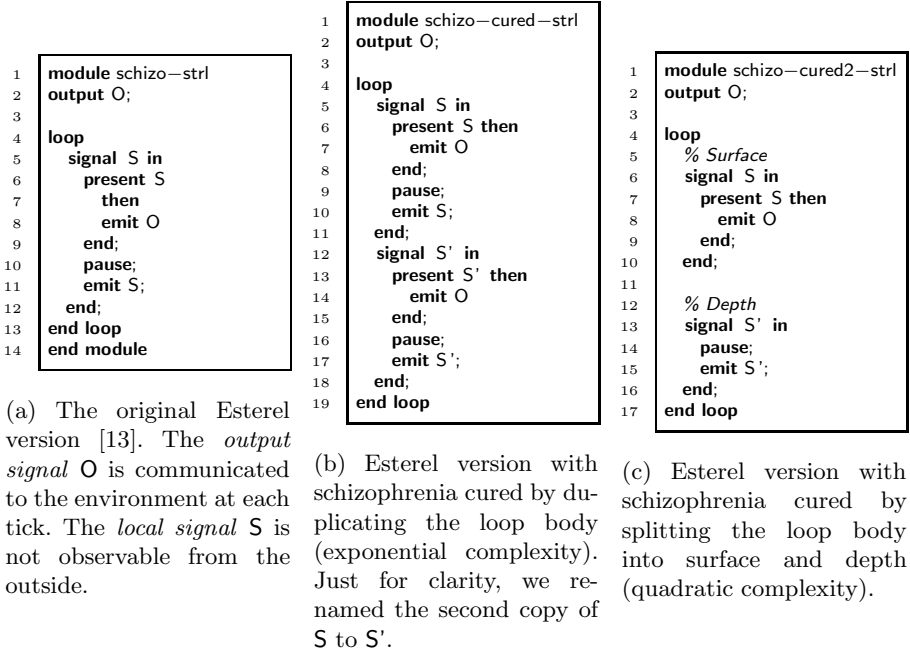 1 module schizo−strl
2 output O;
3
4 loop
5 signal S in
6 present S
7 then
8 emit O
9 end;
10 pause;
11 emit S;
12 end;
13 end loop
14 end module
(a) The original Esterel
version [13]. The output
signal O is communicated
to the environment at each
tick. The local signal S is
not observable from the
outside.
1 module schizo−cured−strl
2 output O;
3
4 loop
5 signal S in
6 present S then
7 emit O
8 end;
9 pause;
10 emit S;
11 end;
12 signal S' in
13 present S' then
14 emit O
15 end;
16 pause;
17 emit S';
18 end;
19 end loop
(b) Esterel version with
schizophrenia cured by du-
plicating the loop body
(exponential complexity).
Just for clarity, we re-
named the second copy of
S to S'.
1 module schizo−cured2−strl
2 output O;
3
4 loop
5 % Surface
6 signal S in
7 present S then
8 emit O
9 end;
10 end;
11
12 % Depth
13 signal S' in
14 pause;
15 emit S';
16 end;
17 end loop
(c) Esterel version with
schizophrenia cured by
splitting the loop body
into surface and depth
(quadratic complexity).